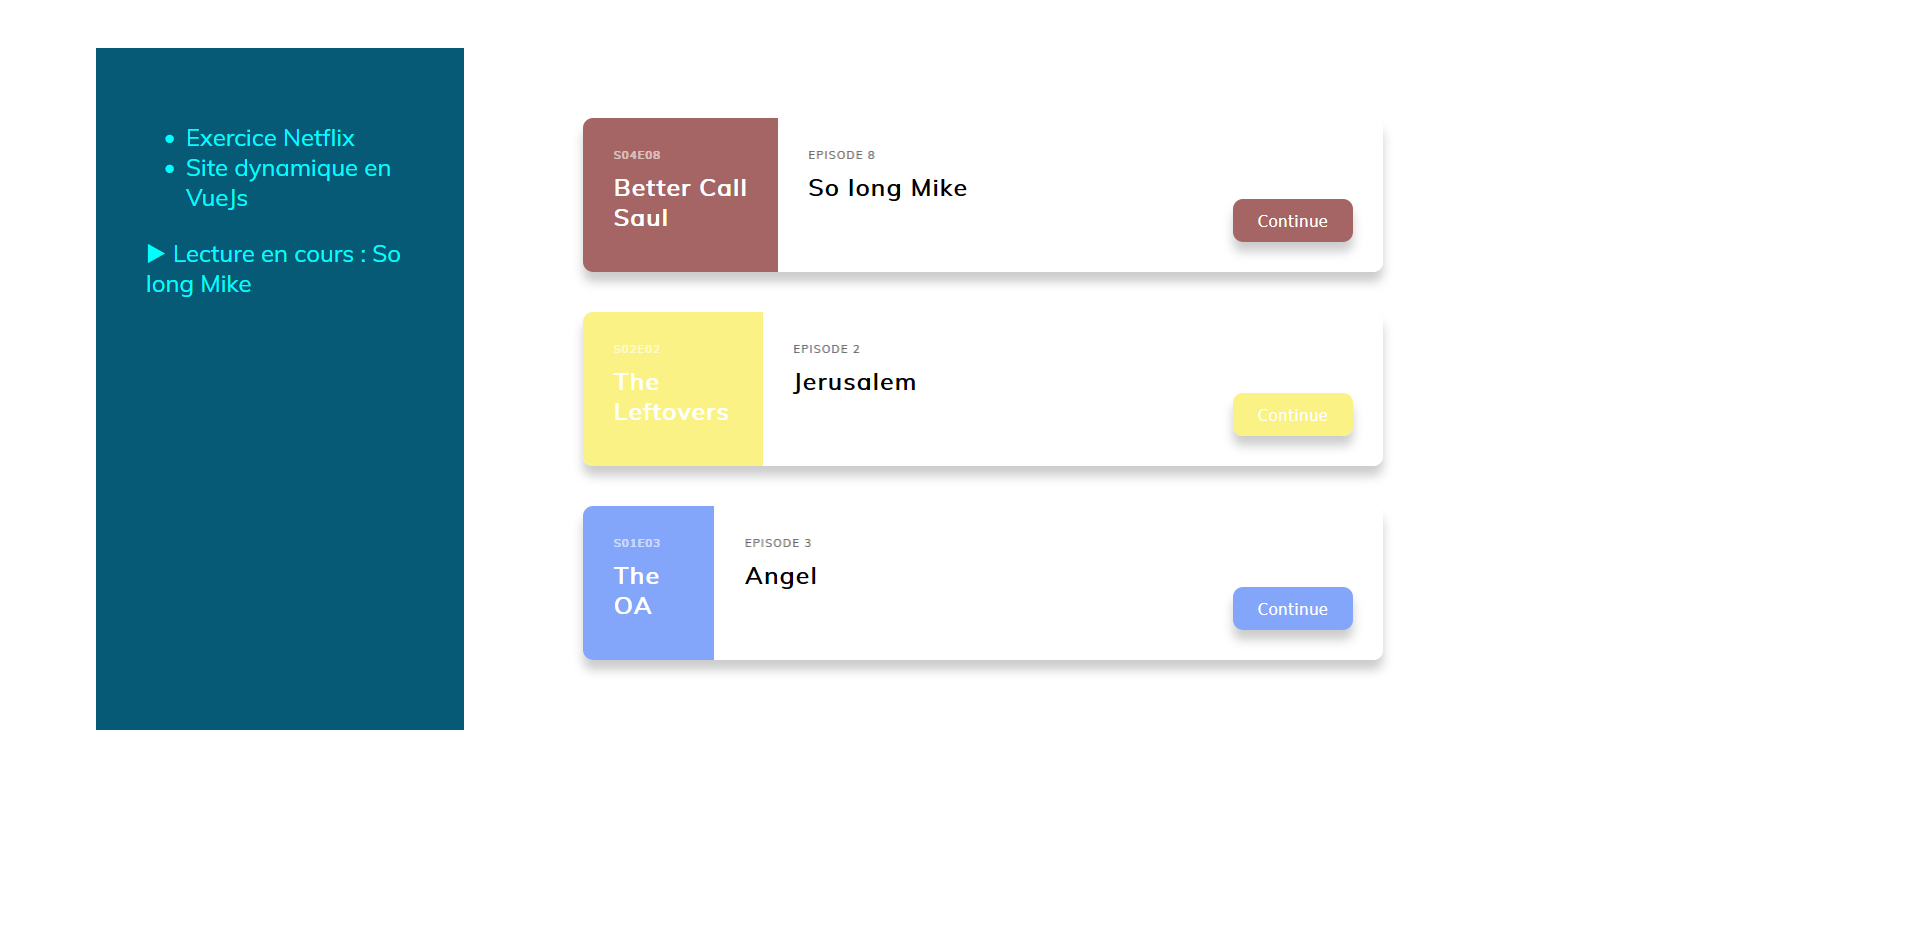 Exercice Netflix
Site dynamique en
VueJs
▶ Lecture en cours : So
long Mike
S04E08
Better Call
Saul
EPISODE 8
So long Mike
Continue
S02E02
The
Leftovers
EPISODE 2
Jerusalem
Continue
S01E03
The
OA
EPISODE 3
Angel
Continue